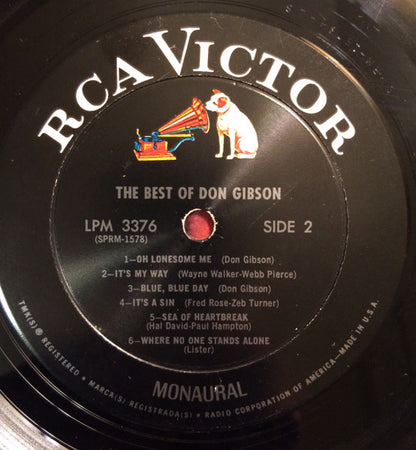 RCA VICTOR
THE BEST OF DON GIBSON
LPM 3376
(SPRM-1578)
SIDE 2
1—OH LONESOME ME (Don Gibson)
2—IT'S MY WAY (Wayne Walker-Webb Pierce)
3—BLUE, BLUE DAY (Don Gibson)
4—IT'S A SIN (Fred Rose-Zeb Turner)
5—SEA OF HEARTBREAK
(Hal David-Paul Hampton)
6—WHERE NO ONE STANDS ALONE
(Lister)
MONAURAL
TMK(S) ® REGISTERED • MARCA(S) REGISTRADA(S) • RADIO CORPORATION OF AMERICA—MADE IN U.S.A.